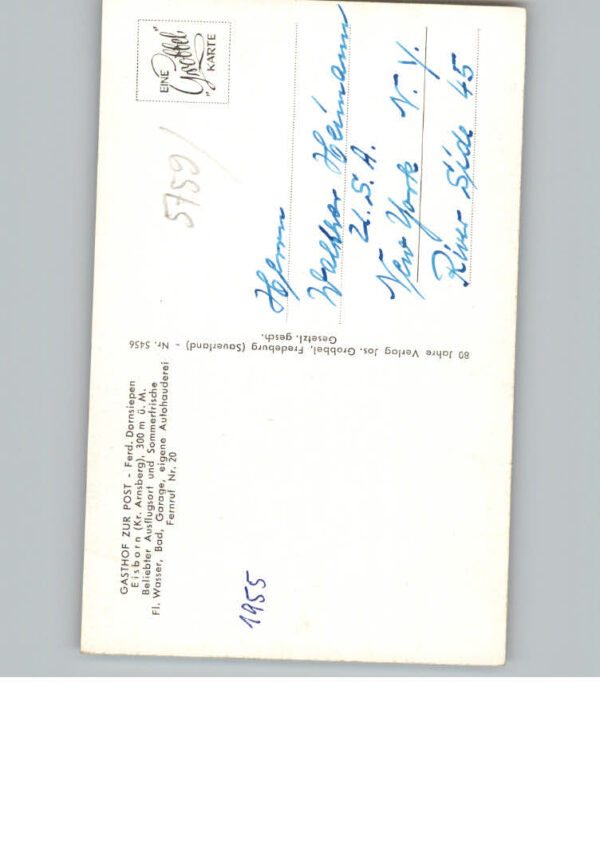 GASTHOF ZUR POST - Ferd. Dornsiepen
Eisborn (Kr. Arnsberg), 300 m ü. M.
Beliebter Ausflugsort und Sommerfrische
Fl. Wasser, Bad, Garage, eigene Autohauderei
Fernruf Nr. 20
1955
80 Jahre Verlag Jos. Grobbel, Fredeburg (Sauerland) - Nr. 5456
Gesetzl. gesch.
EINE
"Grobbel"
KARTE
5759/
Herrn
Walther Heimann
U.S.A.
New York N.Y.
River Side 45